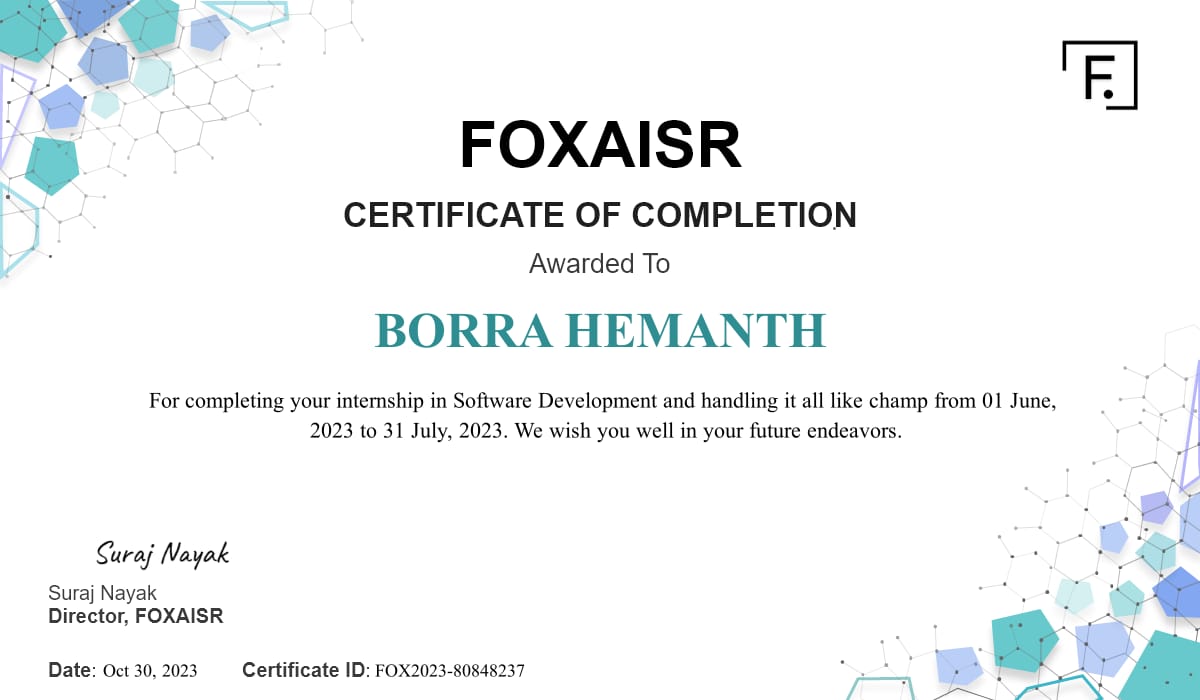 F.
FOXAISR
CERTIFICATE OF COMPLETION
Awarded To
BORRA HEMANTH
For completing your internship in Software Development and handling it all like champ from 01 June,
2023 to 31 July, 2023. We wish you well in your future endeavors.
Suraj Nayak
Suraj Nayak
Director, FOXAISR
Date: Oct 30, 2023 Certificate ID: FOX2023-80848237